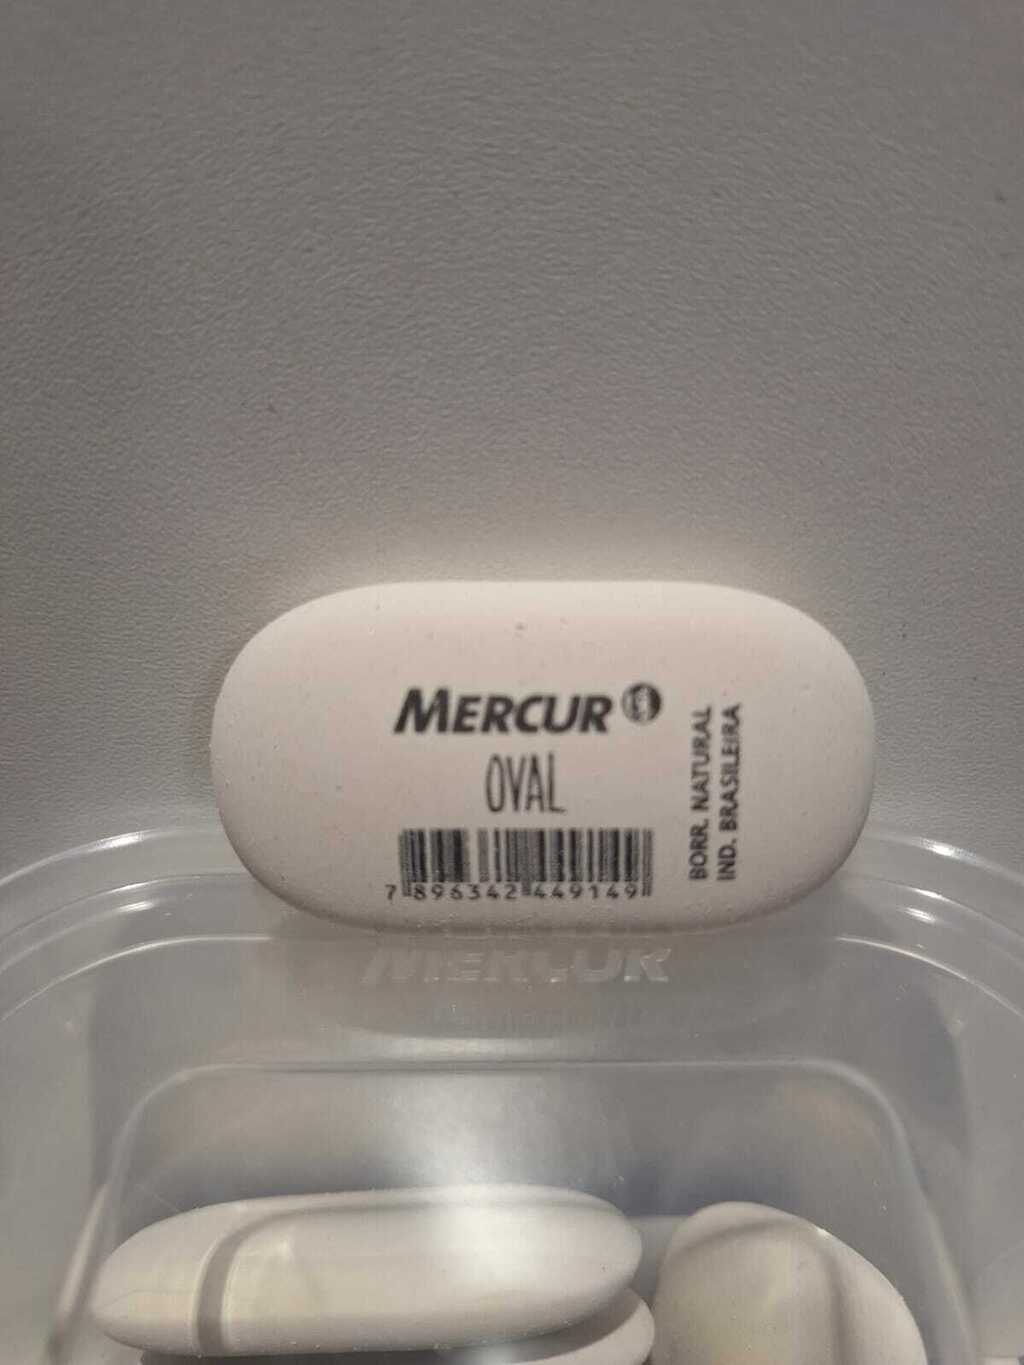 MERCUR
OVAL
7 896342 449149
BORR. NATURAL
IND. BRASILEIRA
MERCUR